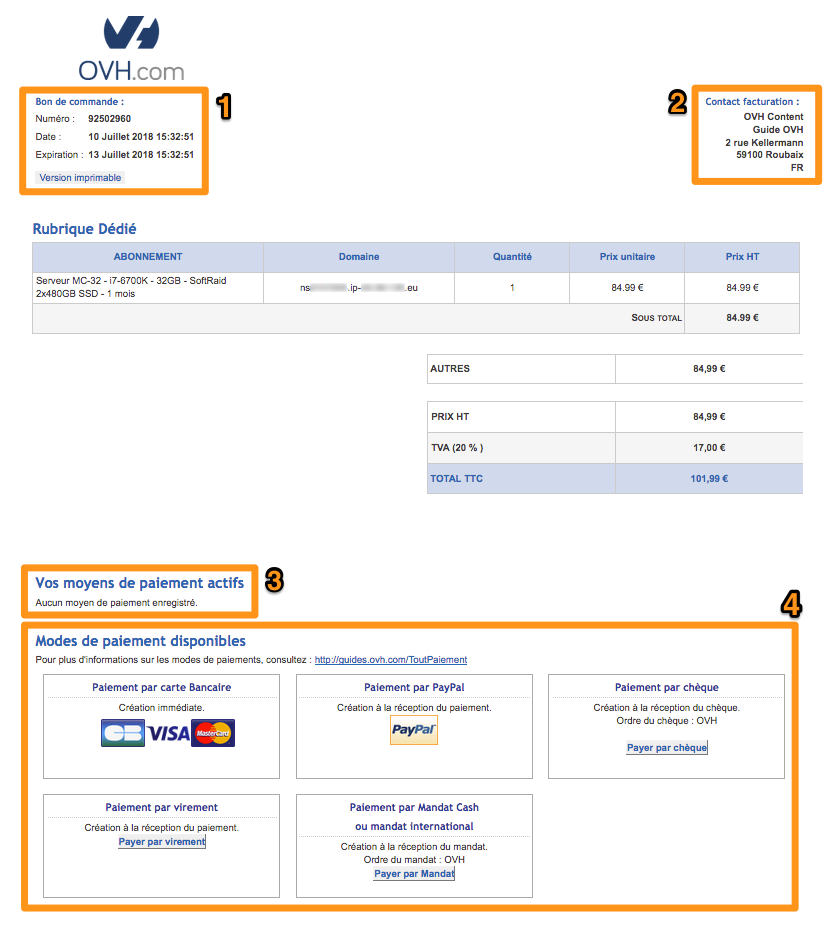 OVH.com
Bon de commande :
1
2
Contact facturation :
Numéro : 92502960
OVH Content
Guide OVH
Date : 10 Juillet 2018 15:32:51
2 rue Kellermann
Expiration : 13 Juillet 2018 15:32:51
59100 Roubaix
FR
Version imprimable
Rubrique Dédié
ABONNEMENT Domaine Quantité Prix unitaire Prix HT
Serveur MC-32 - i7-6700K - 32GB - SoftRaid
2x480GB SSD - 1 mois
ns .ip- .eu 1 84.99 € 84.99 €
SOUS TOTAL 84.99 €
AUTRES 84,99 €
PRIX HT 84,99 €
TVA (20 % ) 17,00 €
TOTAL TTC 101,99 €
Vos moyens de paiement actifs
3
Aucun moyen de paiement enregistré.
4
Modes de paiement disponibles
Pour plus d'informations sur les modes de paiements, consultez : http://guides.ovh.com/ToutPaiement
Paiement par carte Bancaire
Création immédiate.
CB VISA MasterCard
Paiement par PayPal
Création à la réception du paiement.
PayPal
Paiement par chèque
Création à la réception du chèque.
Ordre du chèque : OVH
Payer par chèque
Paiement par virement
Création à la réception du paiement.
Payer par virement
Paiement par Mandat Cash
ou mandat international
Création à la réception du mandat.
Ordre du mandat : OVH
Payer par Mandat